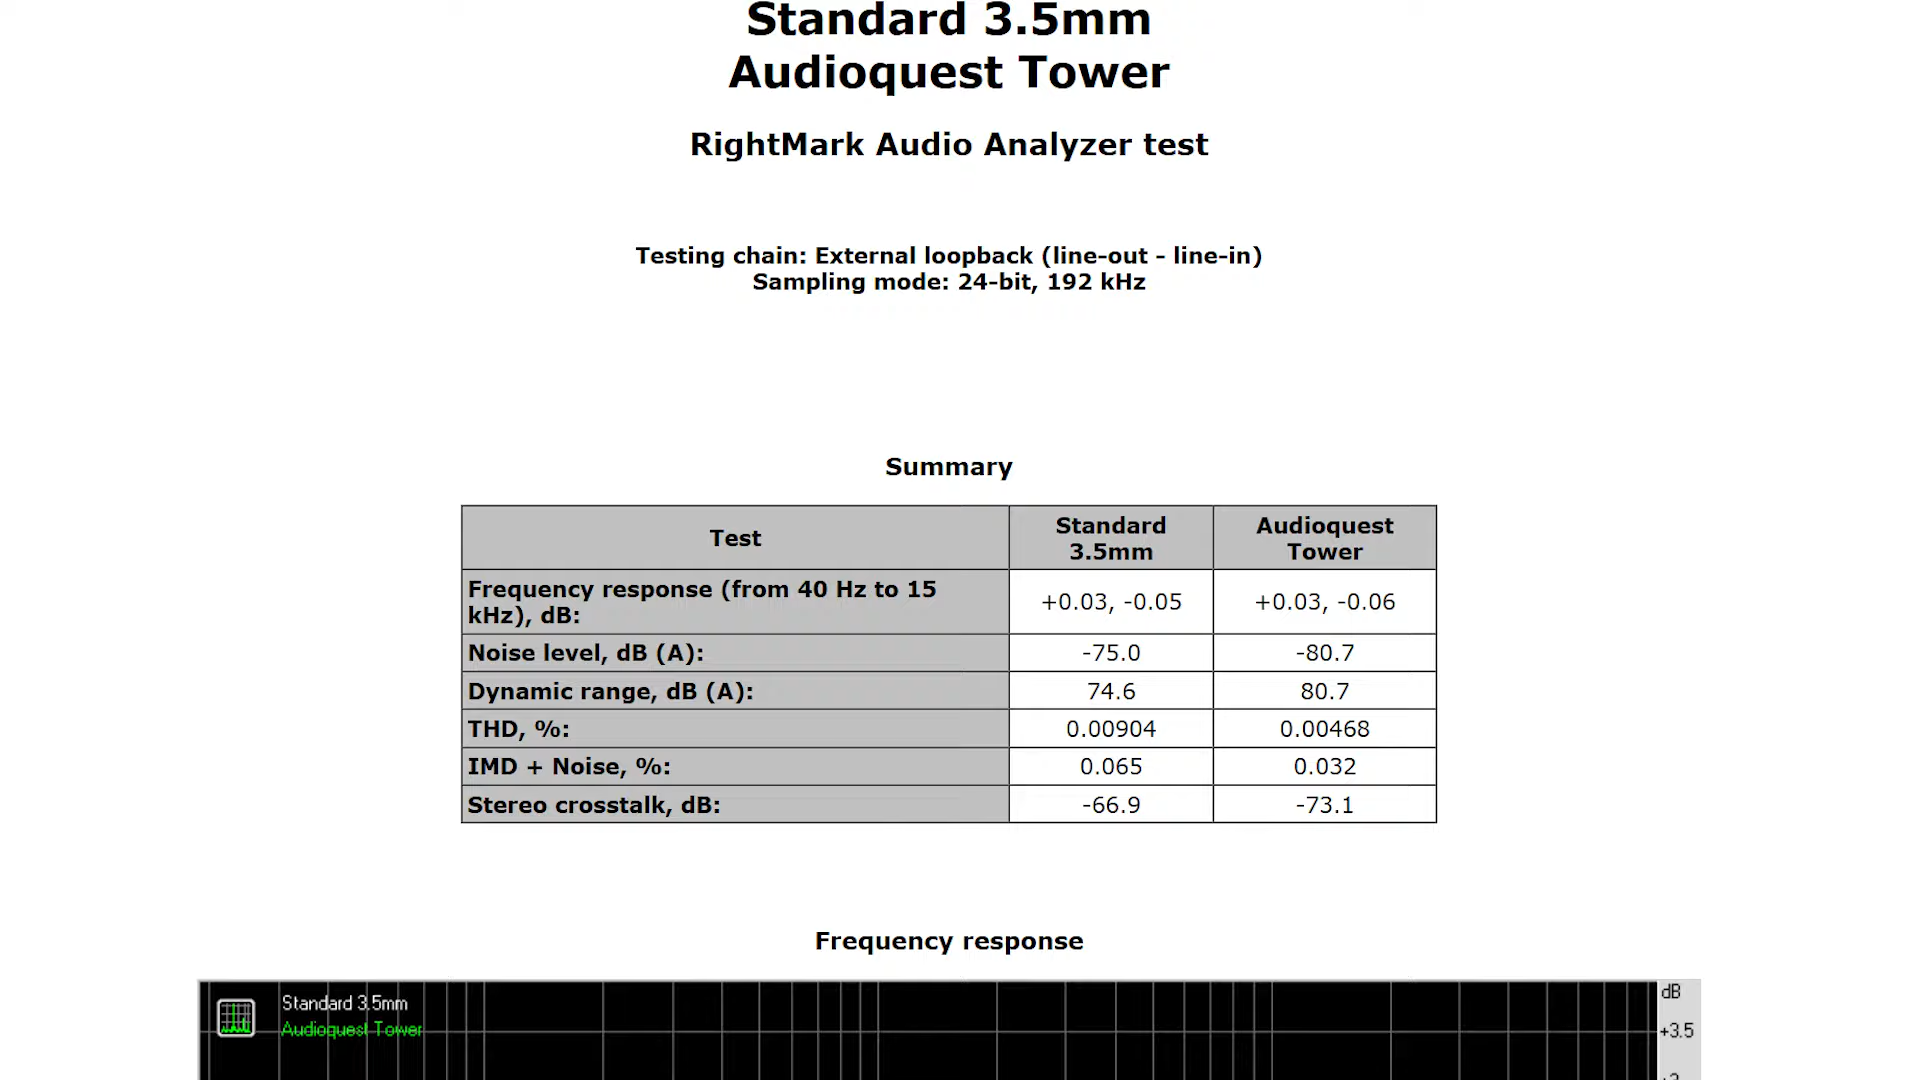 Standard 3.5mm
Audioquest Tower
RightMark Audio Analyzer test
Testing chain: External loopback (line-out - line-in)
Sampling mode: 24-bit, 192 kHz
Summary
Test
Standard
3.5mm
Audioquest
Tower
Frequency response (from 40 Hz to 15
kHz), dB:
+0.03, -0.05
+0.03, -0.06
Noise level, dB (A):
-75.0
-80.7
Dynamic range, dB (A):
74.6
80.7
THD, %:
0.00904
0.00468
IMD + Noise, %:
0.065
0.032
Stereo crosstalk, dB:
-66.9
-73.1
Frequency response
Standard 3.5mm
Audioquest Tower
dB
+3.5